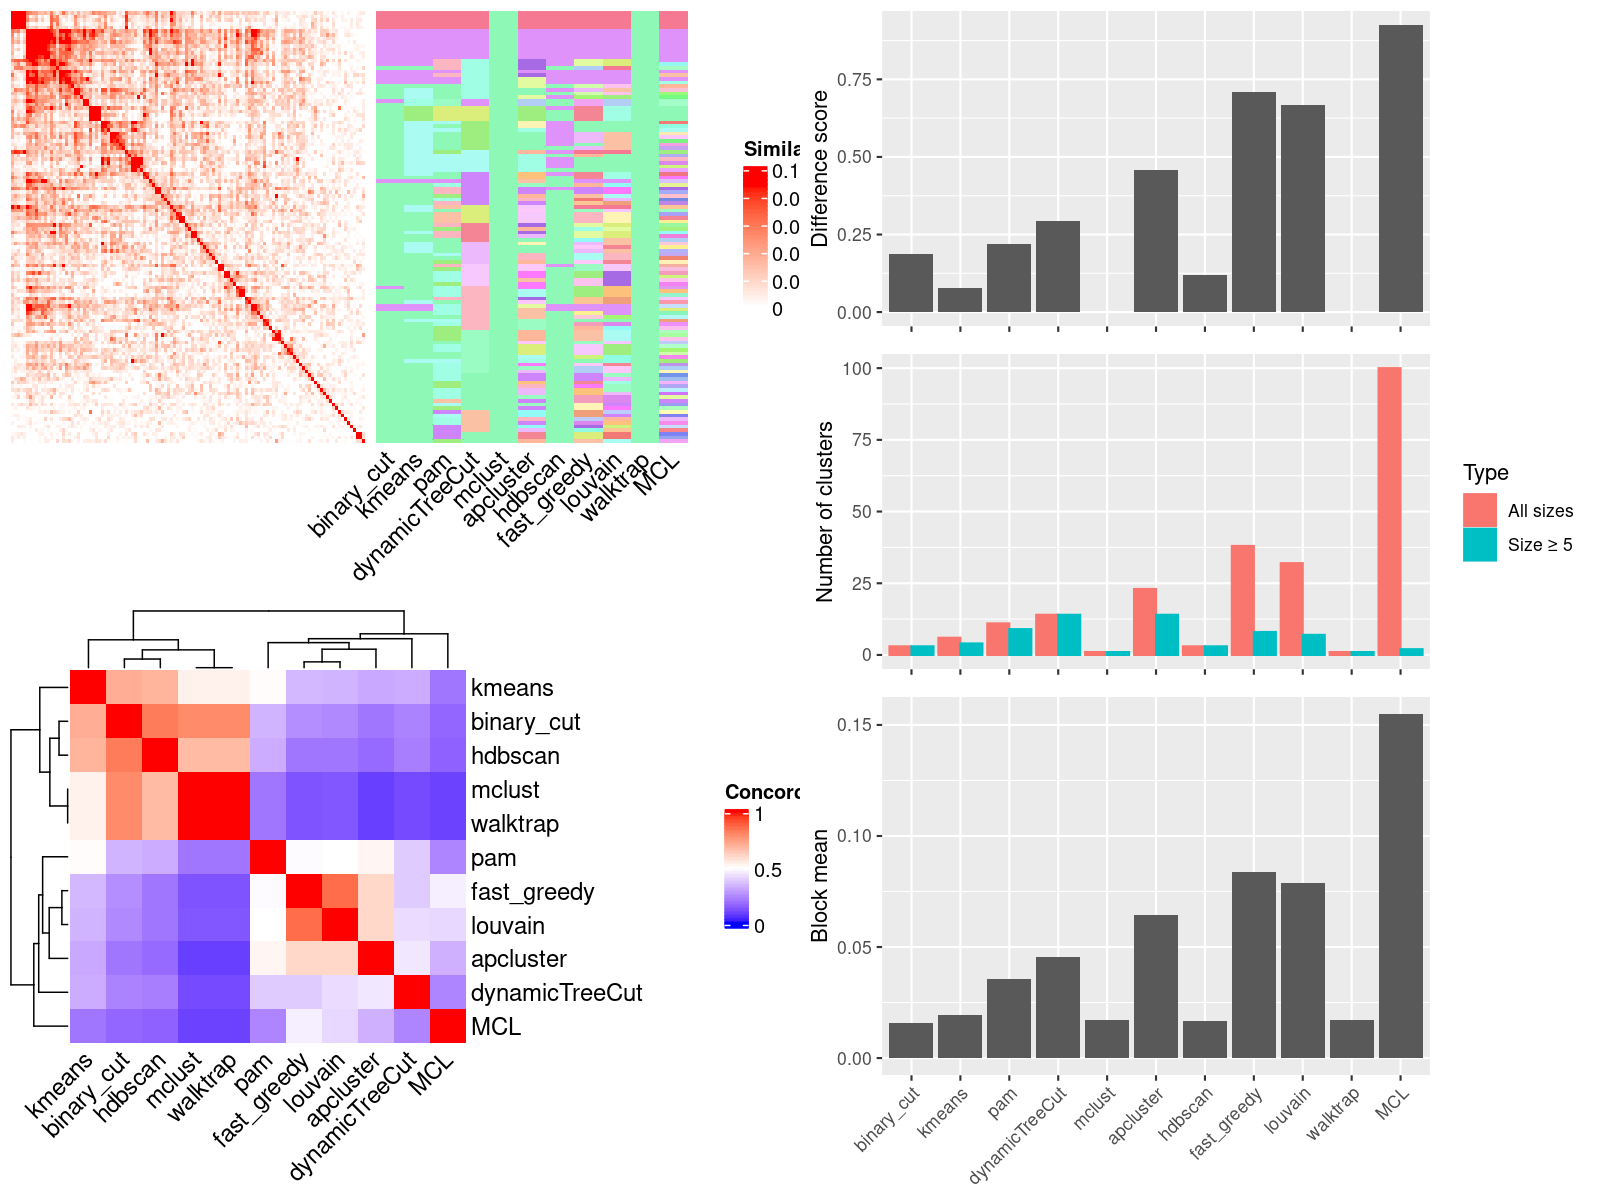 Simila
0.1
0.0
0.0
0.0
0.0
0
binary_cut
kmeans
pam
dynamicTreeCut
mclust
apcluster
hdbscan
fast_greedy
louvain
walktrap
MCL
Difference score
0.75
0.50
0.25
0.00
Number of clusters
100
75
50
25
0
Type
All sizes
Size ≥ 5
kmeans
binary_cut
hdbscan
mclust
walktrap
pam
fast_greedy
louvain
apcluster
dynamicTreeCut
MCL
kmeans
binary_cut
hdbscan
mclust
walktrap
pam
fast_greedy
louvain
apcluster
dynamicTreeCut
MCL
Concord
1
0.5
0
Block mean
0.15
0.10
0.05
0.00
binary_cut
kmeans
pam
dynamicTreeCut
mclust
apcluster
hdbscan
fast_greedy
louvain
walktrap
MCL